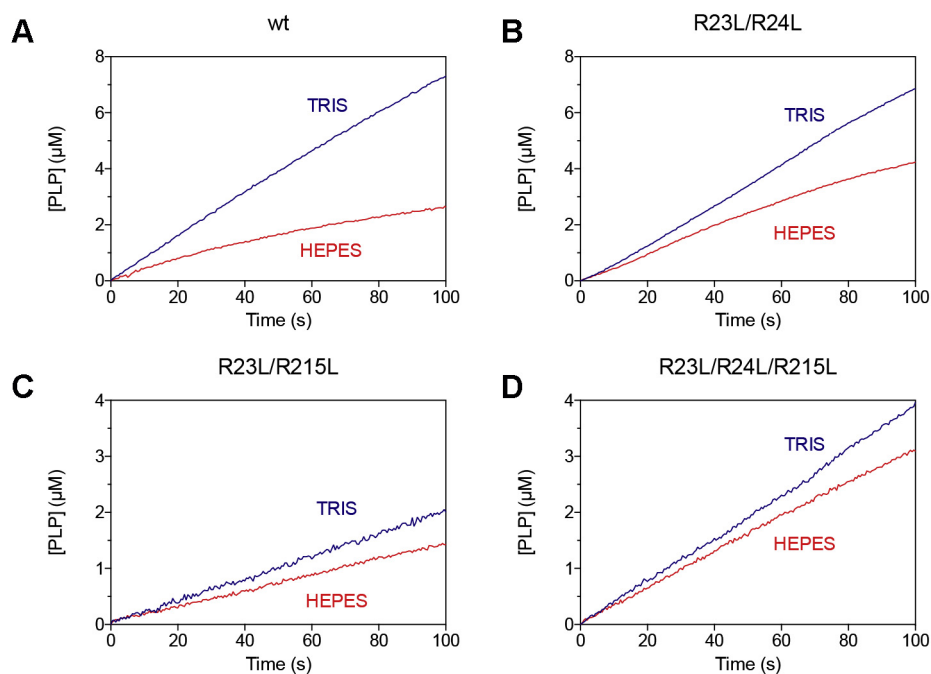 A
wt
[PLP] (µM)
8
6
4
2
0
TRIS
HEPES
0 20 40 60 80 100
Time (s)
B
R23L/R24L
[PLP] (µM)
8
6
4
2
0
TRIS
HEPES
0 20 40 60 80 100
Time (s)
C
R23L/R215L
[PLP] (µM)
4
3
2
1
0
TRIS
HEPES
0 20 40 60 80 100
Time (s)
D
R23L/R24L/R215L
[PLP] (µM)
4
3
2
1
0
TRIS
HEPES
0 20 40 60 80 100
Time (s)